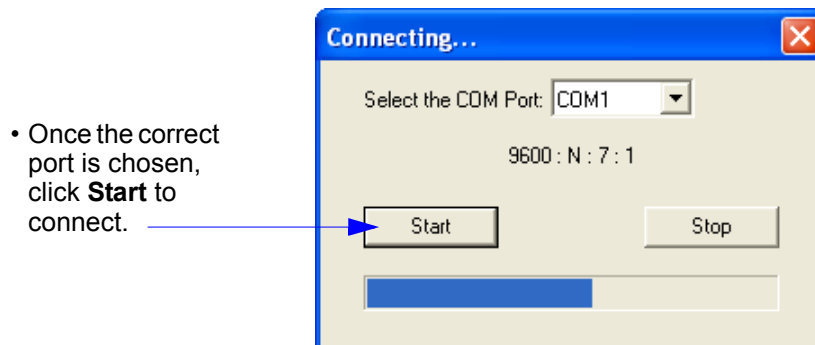 Connecting...
Select the COM Port: COM1
9600 : N : 7 : 1
• Once the correct
port is chosen,
click Start to
connect.
Start
Stop